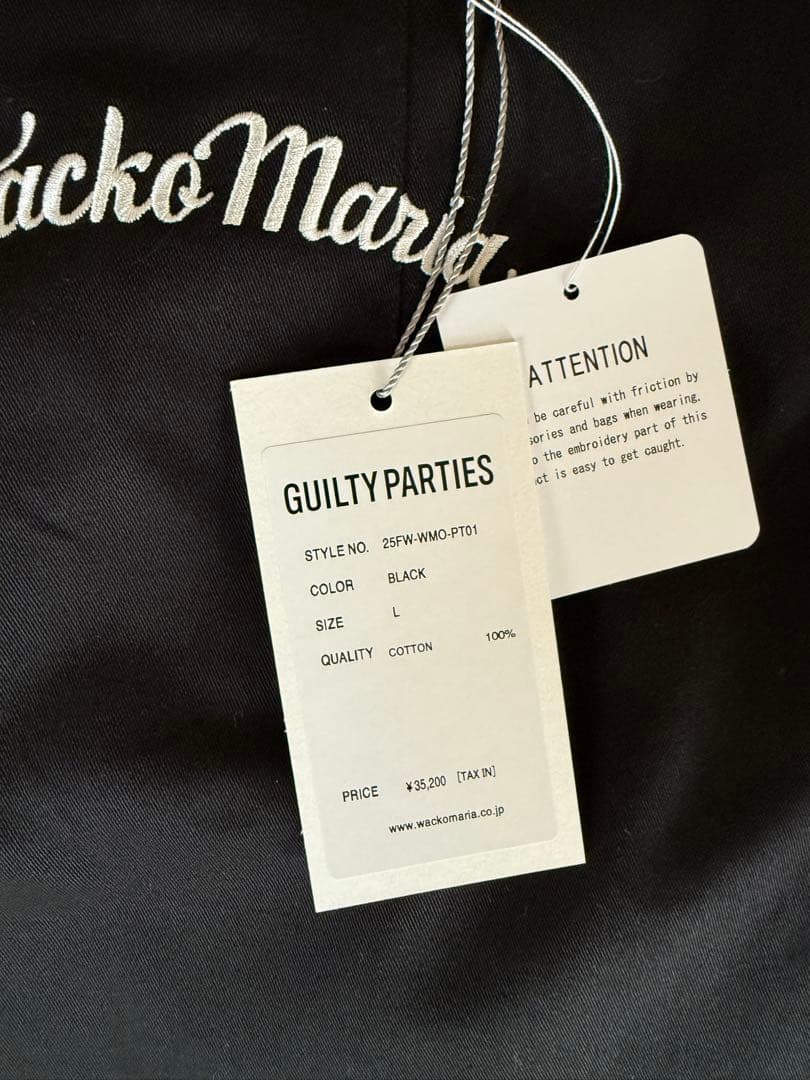 acko Maria
ATTENTION
be careful with friction by
sories and bags when wearing.
o the embroidery part of this
ct is easy to get caught.
GUILTY PARTIES
STYLE NO. 25FW-WMO-PT01
COLOR BLACK
SIZE L
QUALITY COTTON 100%
PRICE ¥35,200 [TAX IN]
www.wackomaria.co.jp